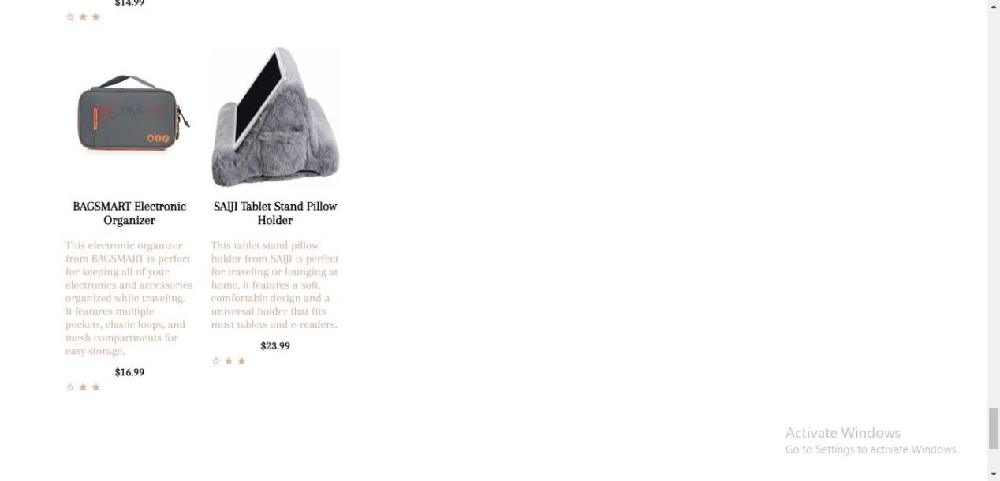 $14.99
☆ ★ ★
BAGSMART Electronic
Organizer
This electronic organizer
from BAGSMART is perfect
for keeping all of your
electronics and accessories
organized while traveling.
It features multiple
pockets, elastic loops, and
mesh compartments for
easy storage.
$16.99
☆ ★ ★
SAIJI Tablet Stand Pillow
Holder
This tablet stand pillow
holder from SAIJI is perfect
for traveling or lounging at
home. It features a soft,
comfortable design and a
universal holder that fits
most tablets and e-readers.
$23.99
☆ ★ ★
Activate Windows
Go to Settings to activate Windows.